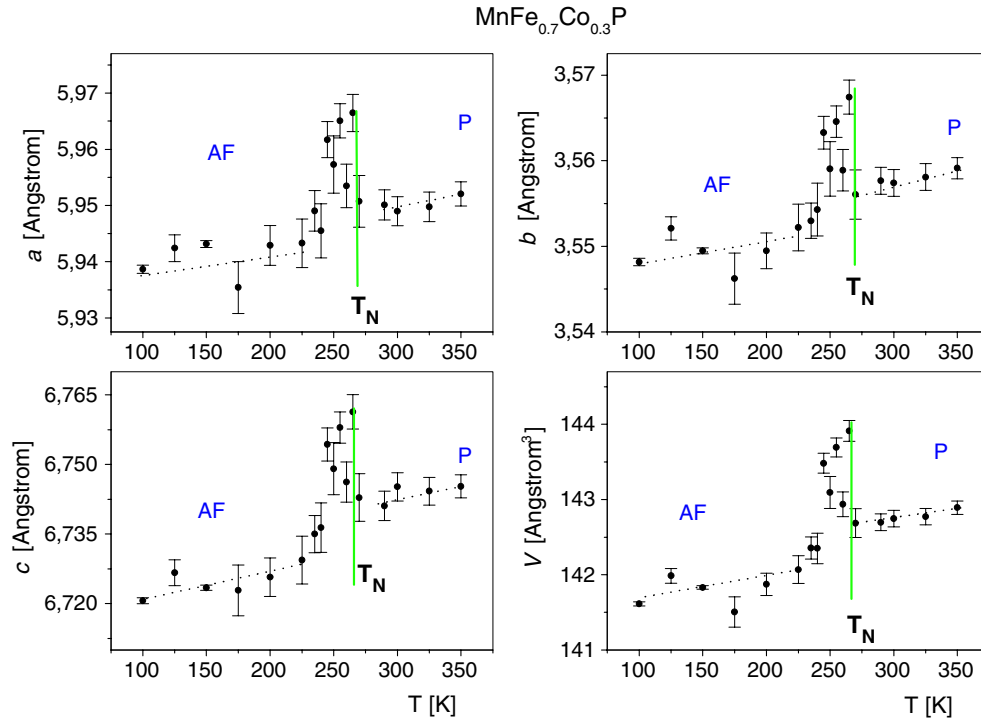 MnFe0.7Co0.3P
5,97
5,96
5,95
5,94
5,93
a [Angstrom]
AF
P
TN
100 150 200 250 300 350
3,57
3,56
3,55
3,54
b [Angstrom]
AF
P
TN
100 150 200 250 300 350
6,765
6,750
6,735
6,720
c [Angstrom]
AF
P
TN
100 150 200 250 300 350
T [K]
144
143
142
141
V [Angstrom³]
AF
P
TN
100 150 200 250 300 350
T [K]